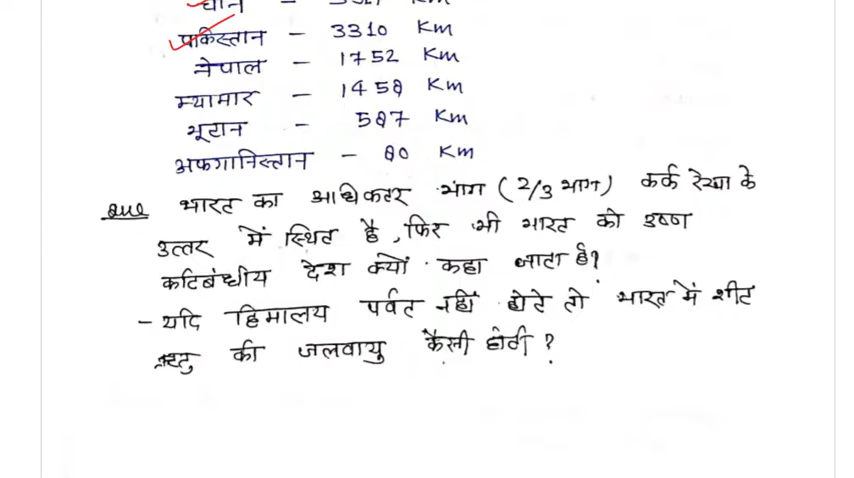 चीन -
पाकिस्तान - 3310 Km
नेपाल - 1752 Km
म्यामार - 1458 Km
भूटान - 587 Km
अफगानिस्तान - 80 Km
Que भारत का अधिकतर भाग (2/3 भाग) कर्क रेखा के
उत्तर में स्थित है, फिर भी भारत को उष्ण
कटिबंधीय देश क्यों कहा जाता है?
- यदि हिमालय पर्वत नहीं होते तो भारत में शीत
ऋतु की जलवायु कैसी होती?